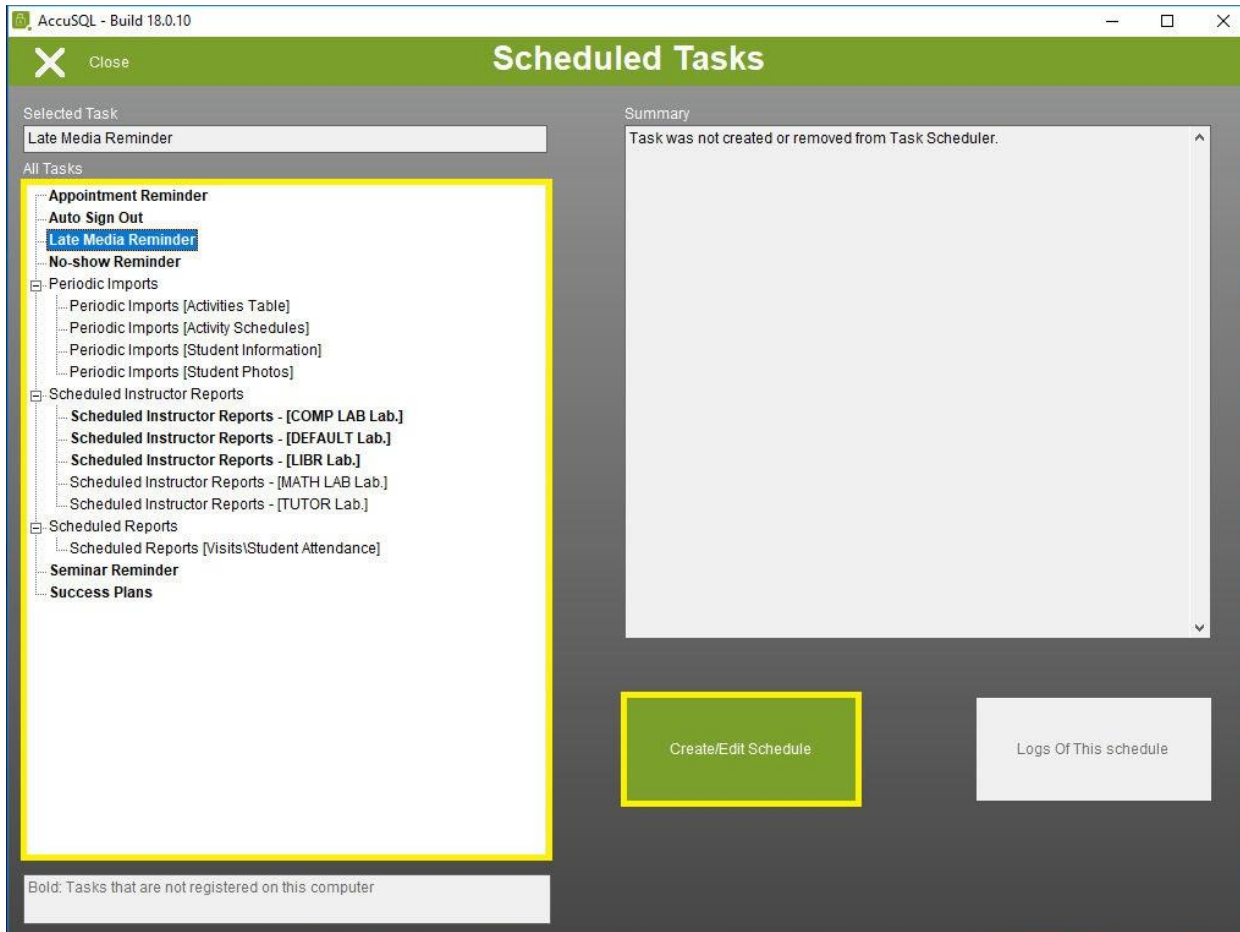 AccuSQL - Build 18.0.10
Close
Scheduled Tasks
Selected Task
Late Media Reminder
All Tasks
Appointment Reminder
Auto Sign Out
Late Media Reminder
No-show Reminder
Periodic Imports
Periodic Imports [Activities Table]
Periodic Imports [Activity Schedules]
Periodic Imports [Student Information]
Periodic Imports [Student Photos]
Scheduled Instructor Reports
Scheduled Instructor Reports - [COMP LAB Lab.]
Scheduled Instructor Reports - [DEFAULT Lab.]
Scheduled Instructor Reports - [LIBR Lab.]
Scheduled Instructor Reports - [MATH LAB Lab.]
Scheduled Instructor Reports - [TUTOR Lab.]
Scheduled Reports
Scheduled Reports [Visits\Student Attendance]
Seminar Reminder
Success Plans
Bold: Tasks that are not registered on this computer
Summary
Task was not created or removed from Task Scheduler.
Create/Edit Schedule
Logs Of This schedule